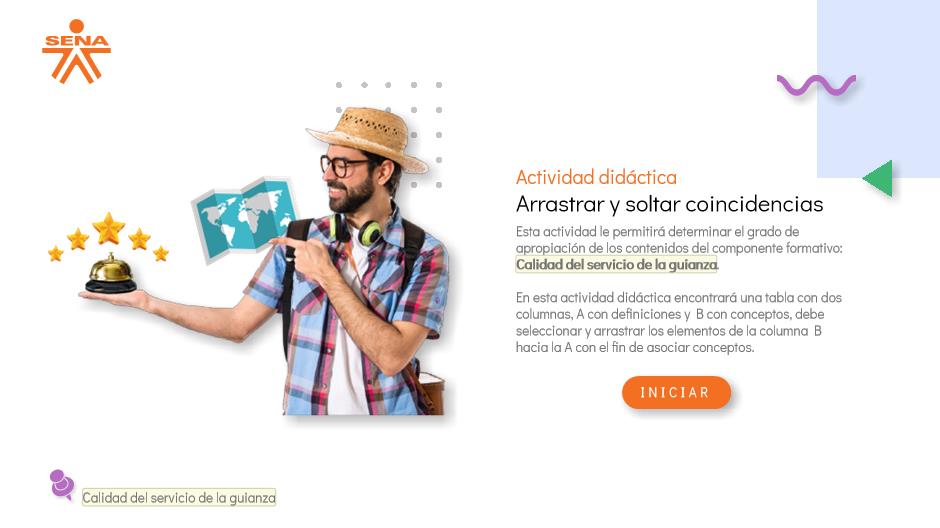 SENA
Actividad didáctica
Arrastrar y soltar coincidencias
Esta actividad le permitirá determinar el grado de
apropiación de los contenidos del componente formativo:
Calidad del servicio de la guianza.
En esta actividad didáctica encontrará una tabla con dos
columnas, A con definiciones y B con conceptos, debe
seleccionar y arrastrar los elementos de la columna B
hacia la A con el fin de asociar conceptos.
INICIAR
Calidad del servicio de la guianza